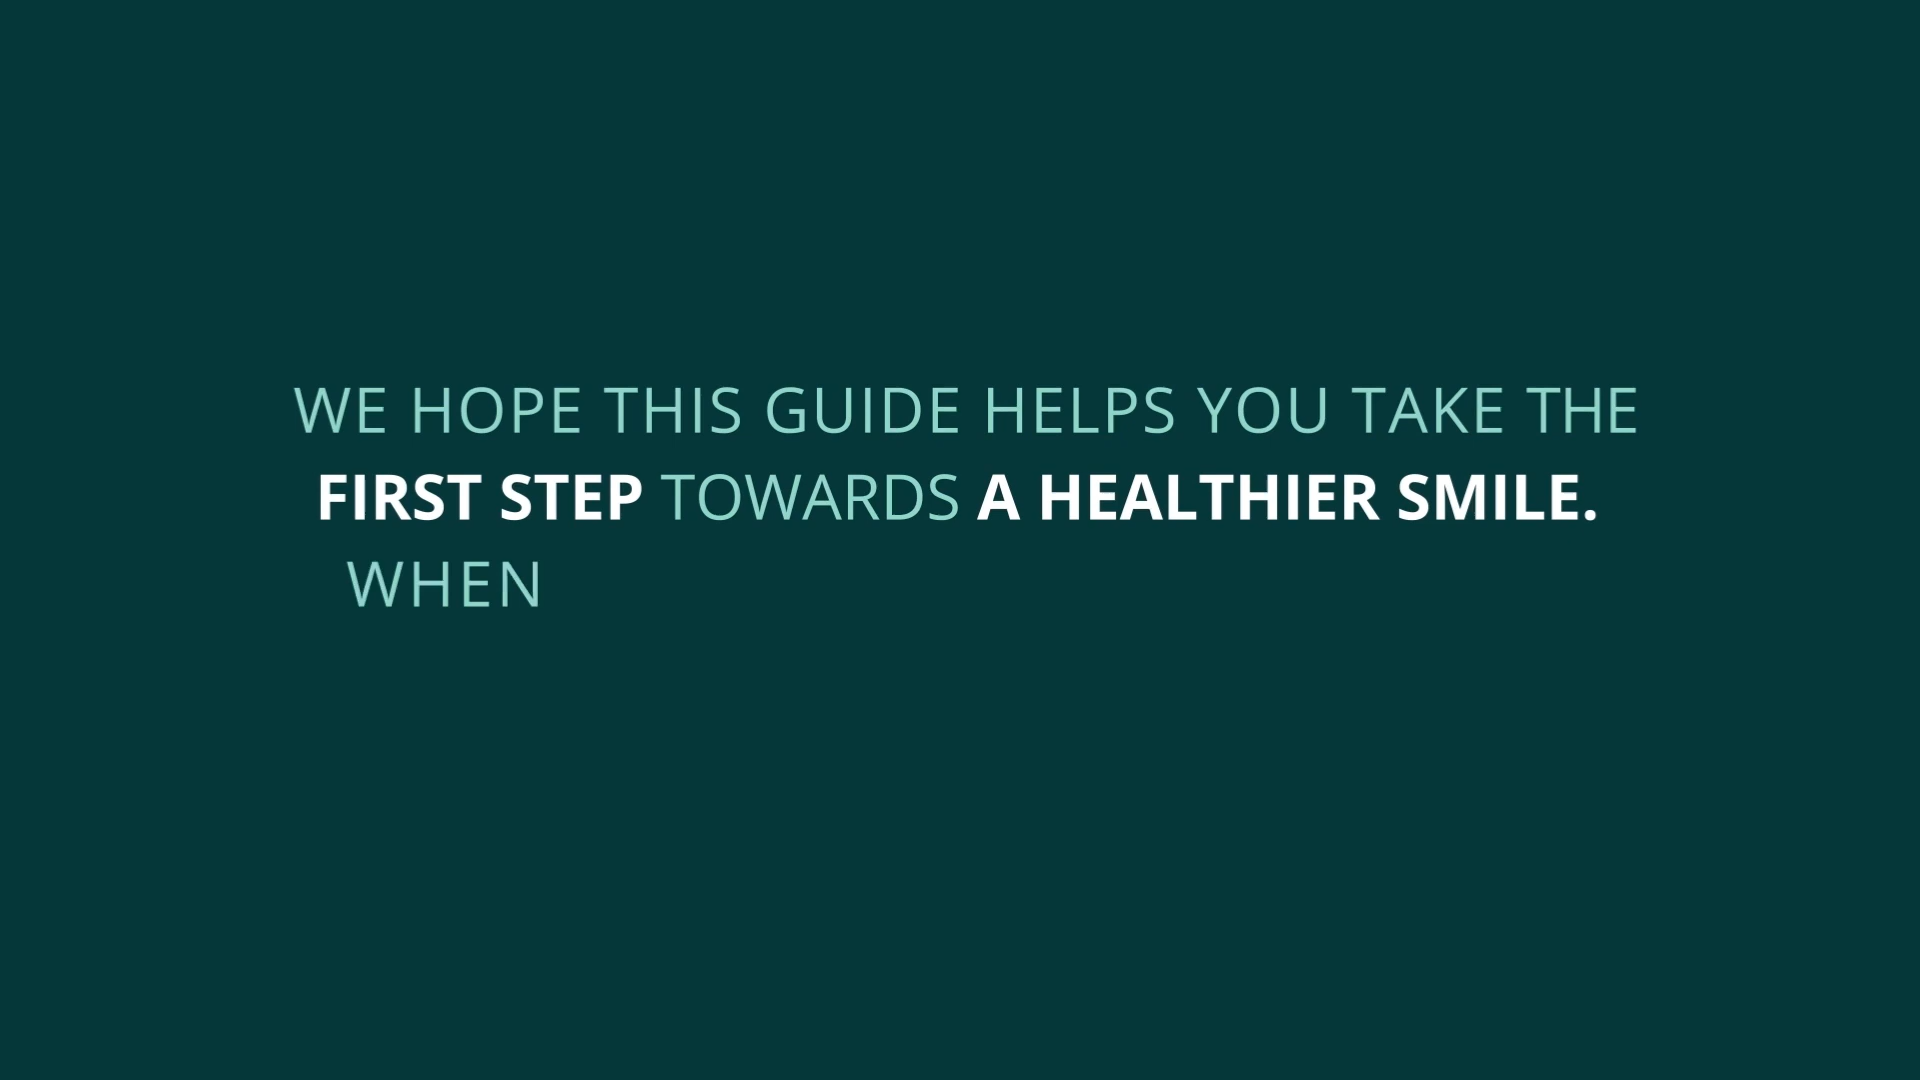 WE HOPE THIS GUIDE HELPS YOU TAKE THE
FIRST STEP TOWARDS A HEALTHIER SMILE.
WHEN